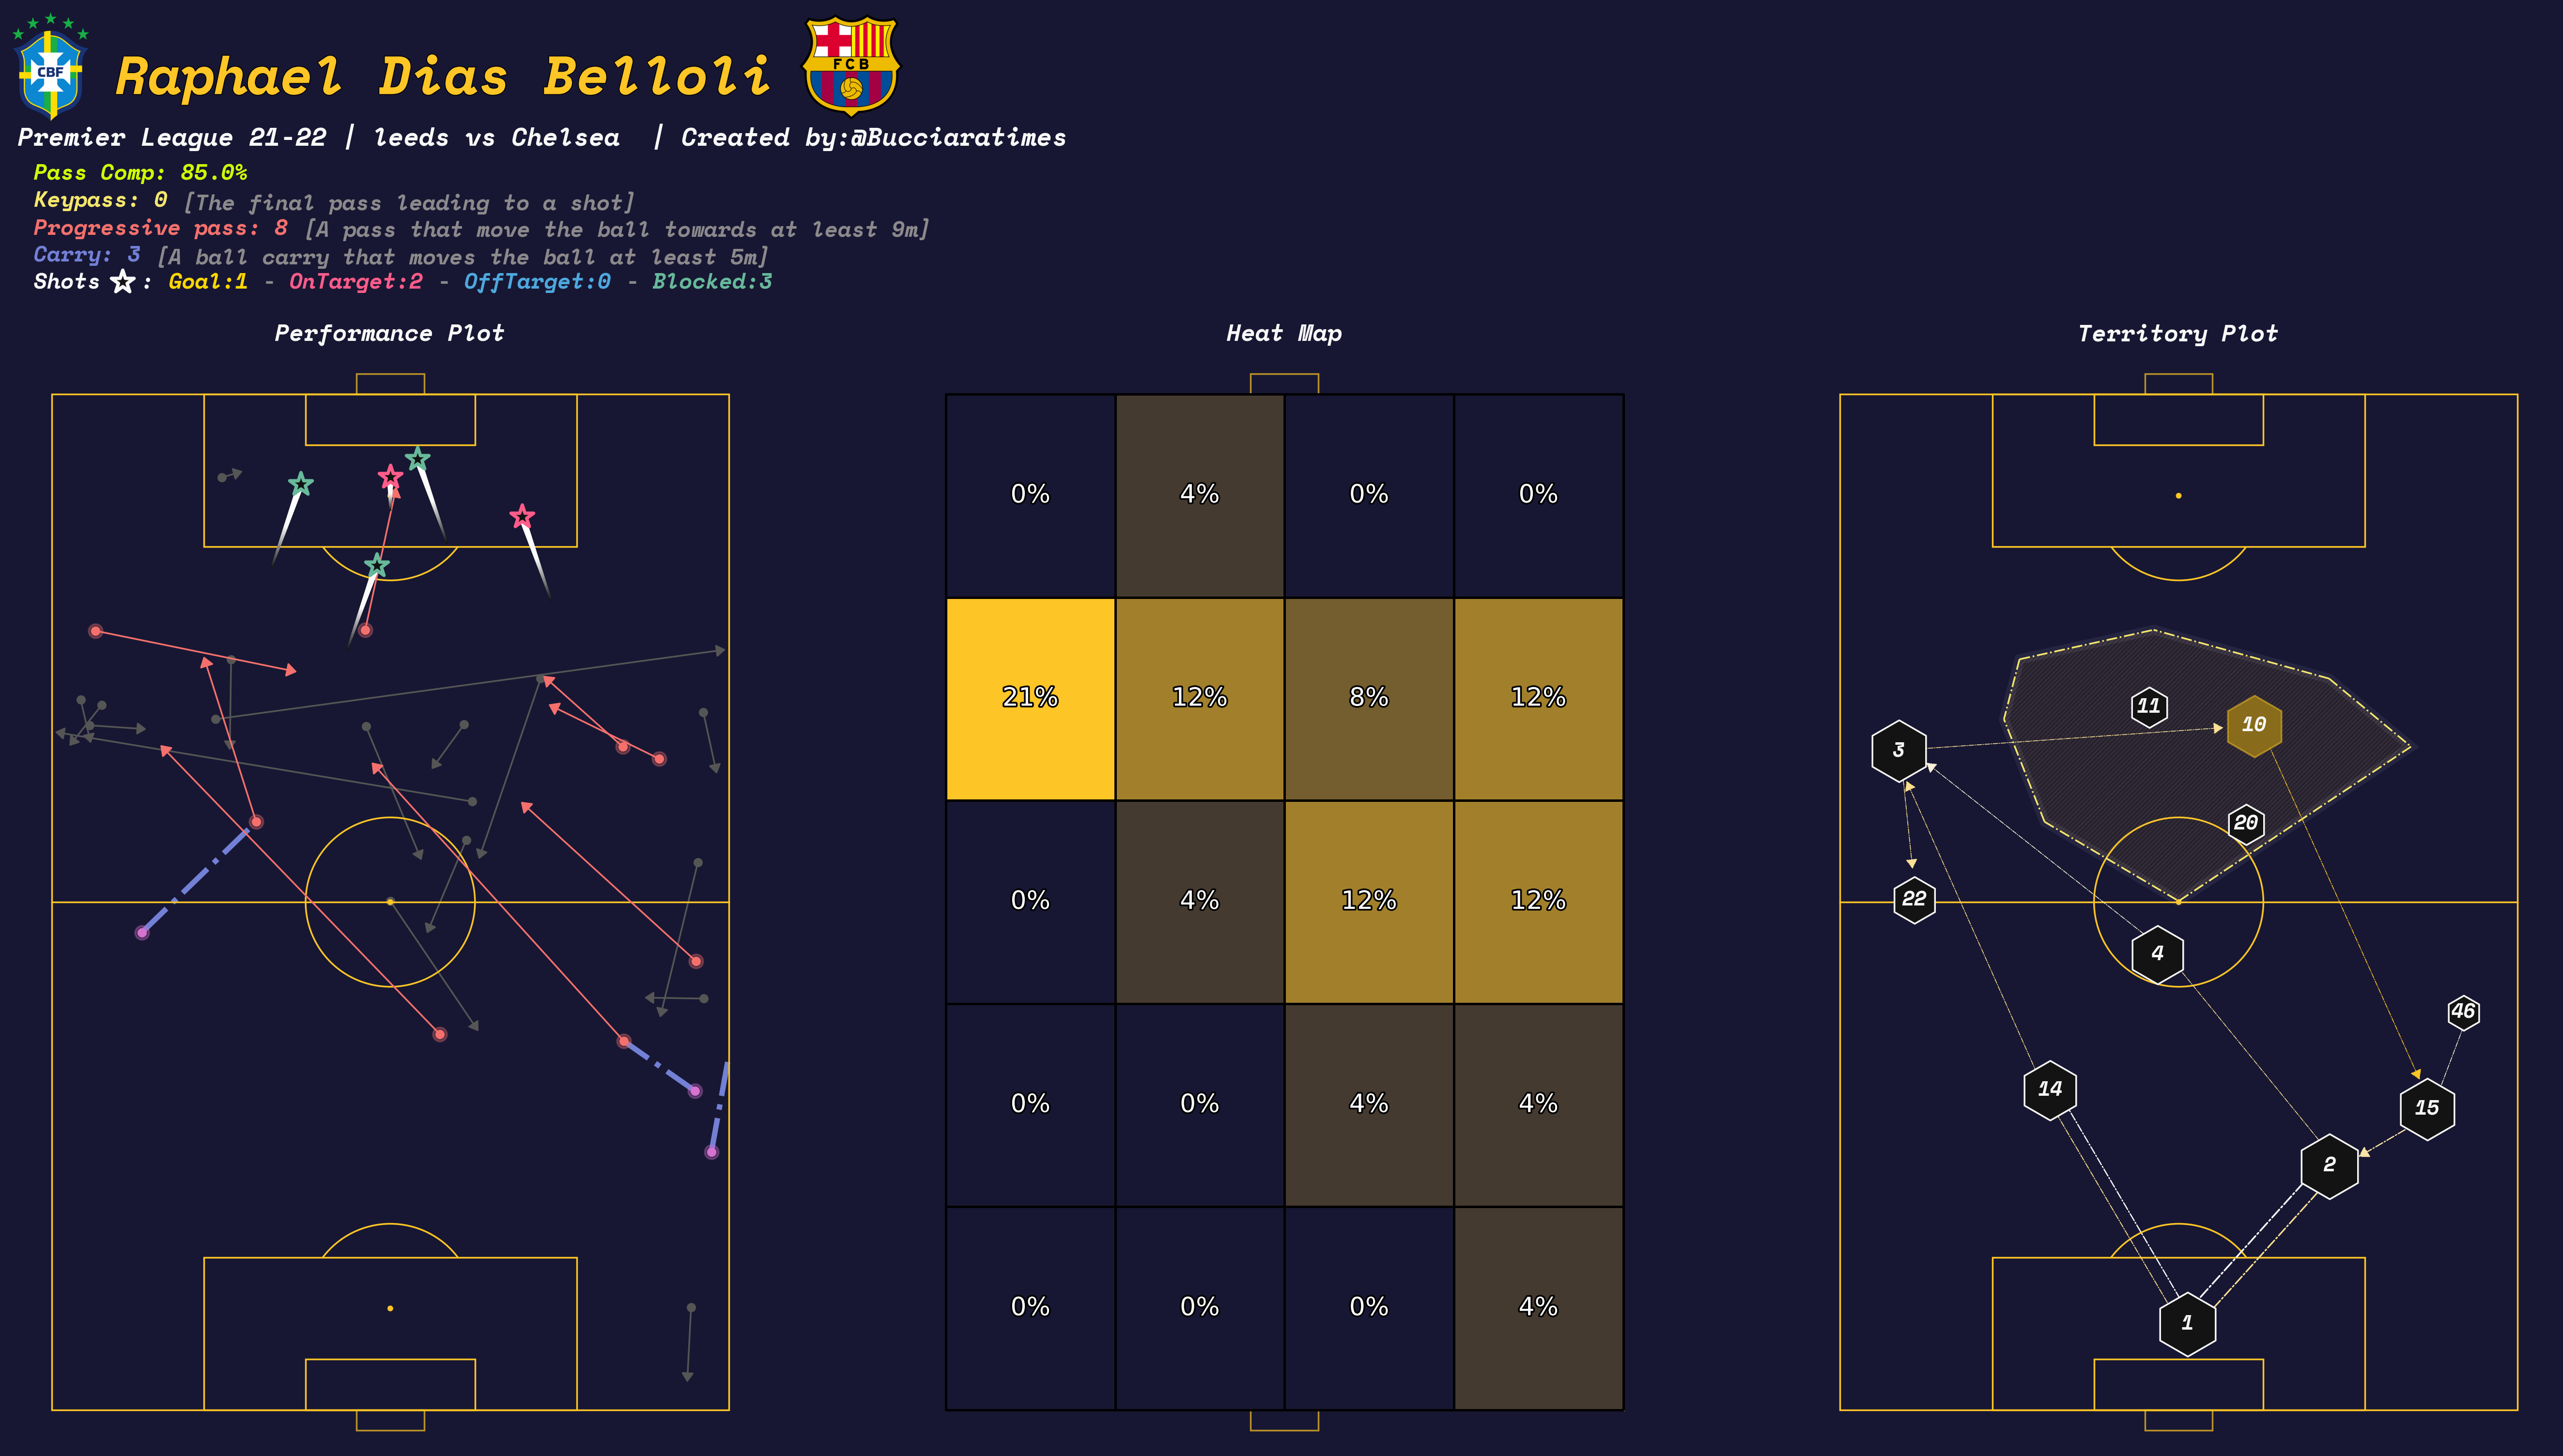 CBF
Raphael Dias Belloli
FCB
Premier League 21-22 | leeds vs Chelsea | Created by:@Bucciaratimes
Pass Comp: 85.0%
Keypass: 0 [The final pass leading to a shot]
Progressive pass: 8 [A pass that move the ball towards at least 9m]
Carry: 3 [A ball carry that moves the ball at least 5m]
Shots ☆: Goal:1 - OnTarget:2 - OffTarget:0 - Blocked:3
Performance Plot
Heat Map
0% 4% 0% 0%
21% 12% 8% 12%
0% 4% 12% 12%
0% 0% 4% 4%
0% 0% 0% 4%
Territory Plot
11
10
3
20
22
4
46
14
15
2
1